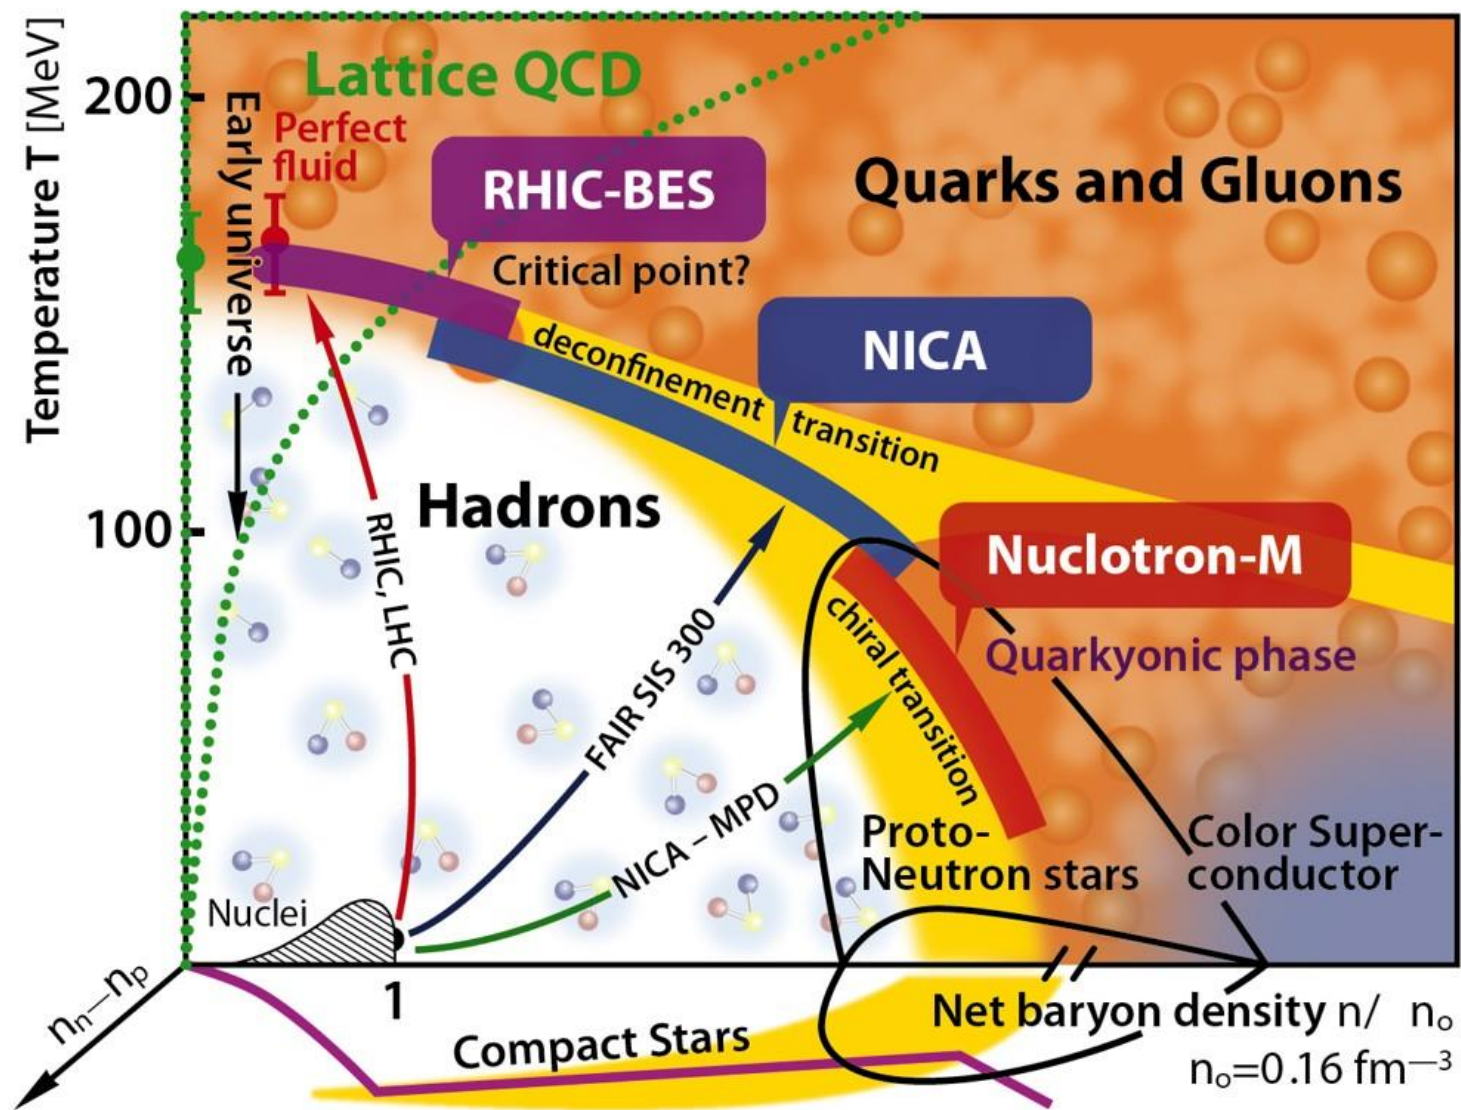 Temperature T [MeV]
200
100
Lattice QCD
Early universe
Perfect
fluid
RHIC-BES
Critical point?
Quarks and Gluons
NICA
deconfinement transition
Hadrons
Nuclotron-M
Quarkyonic phase
RHIC, LHC
FAIR SIS 300
chiral transition
NICA – MPD
Proto-
Neutron stars
Color Super-
conductor
Nuclei
nₙ—nₚ
1
Compact Stars
Net baryon density n/ nₒ
nₒ=0.16 fm⁻³